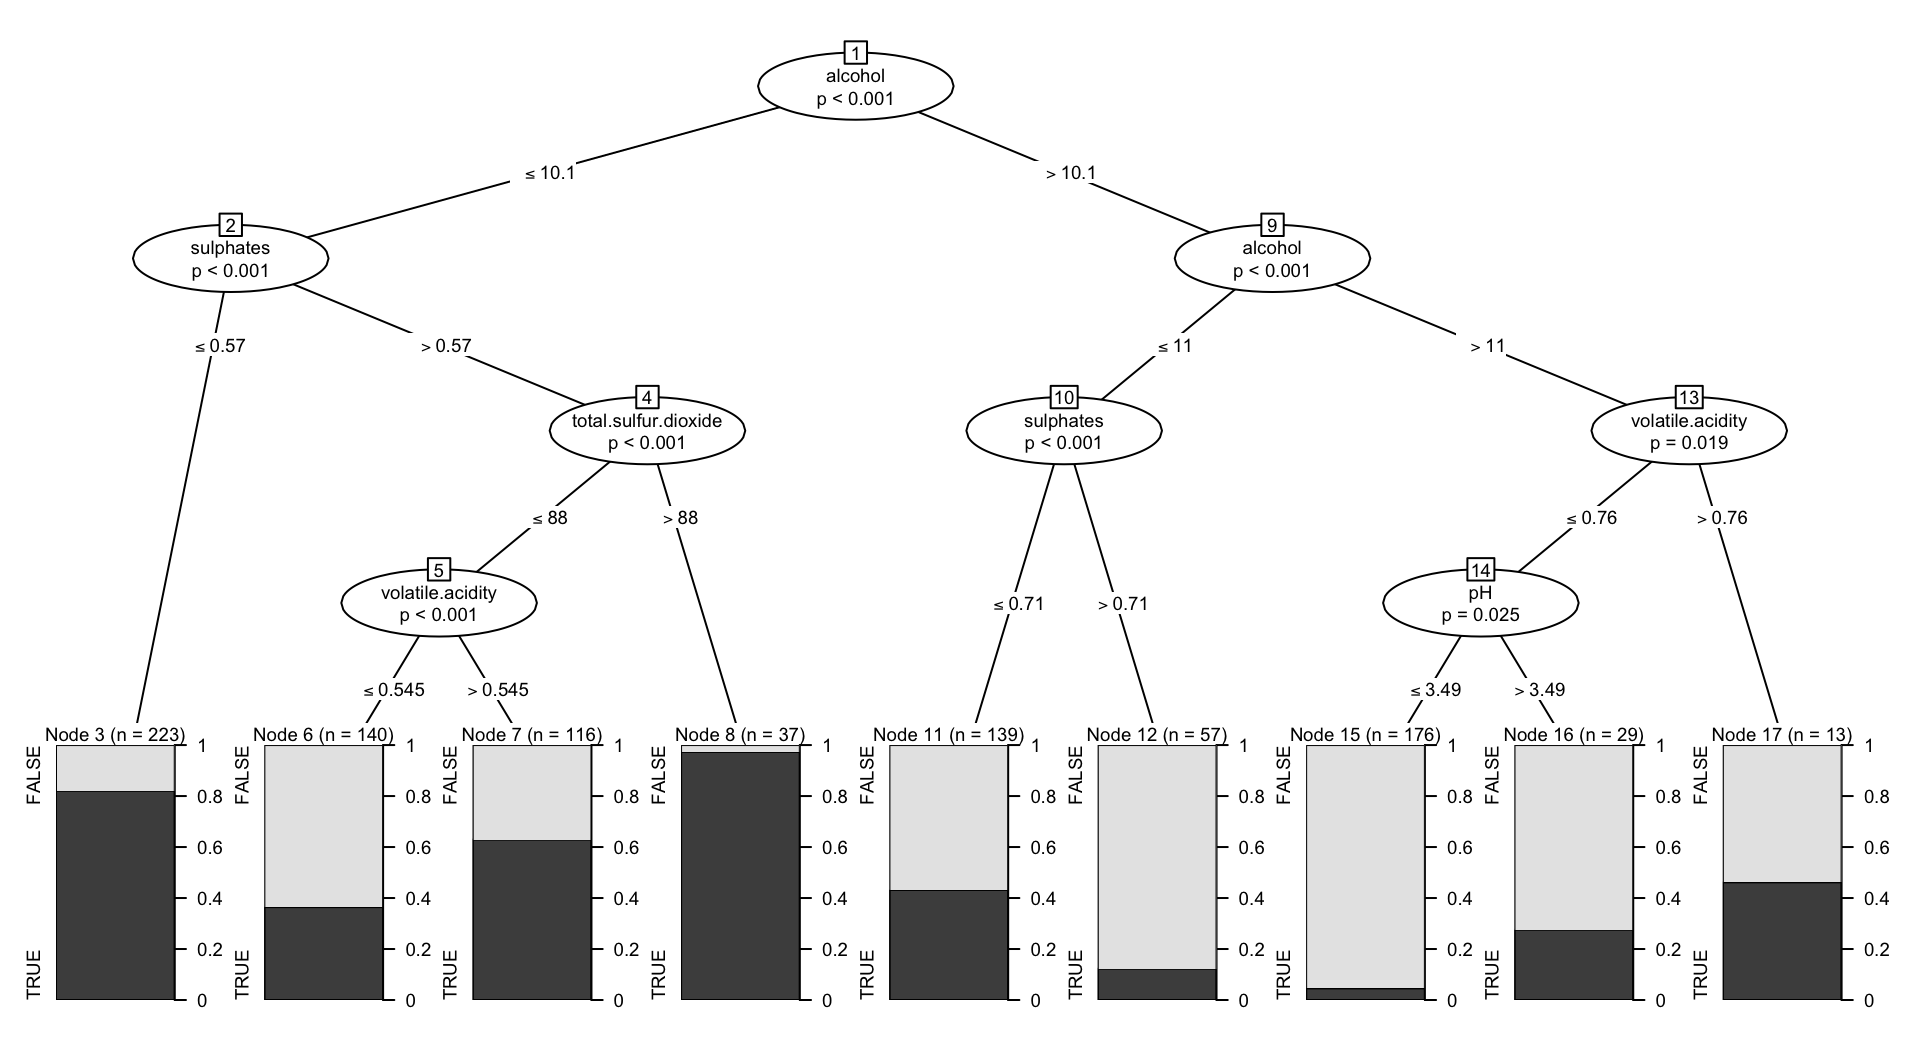 1
alcohol
p < 0.001
≤ 10.1
> 10.1
2
sulphates
p < 0.001
9
alcohol
p < 0.001
≤ 0.57
> 0.57
≤ 11
> 11
4
total.sulfur.dioxide
p < 0.001
10
sulphates
p < 0.001
13
volatile.acidity
p = 0.019
≤ 88
> 88
≤ 0.76
> 0.76
5
volatile.acidity
p < 0.001
≤ 0.71
> 0.71
14
pH
p = 0.025
≤ 0.545
> 0.545
≤ 3.49
> 3.49
Node 3 (n = 223)
FALSE
TRUE
1
0.8
0.6
0.4
0.2
0
Node 6 (n = 140)
FALSE
TRUE
1
0.8
0.6
0.4
0.2
0
Node 7 (n = 116)
FALSE
TRUE
1
0.8
0.6
0.4
0.2
0
Node 8 (n = 37)
FALSE
TRUE
1
0.8
0.6
0.4
0.2
0
Node 11 (n = 139)
FALSE
TRUE
1
0.8
0.6
0.4
0.2
0
Node 12 (n = 57)
FALSE
TRUE
1
0.8
0.6
0.4
0.2
0
Node 15 (n = 176)
FALSE
TRUE
1
0.8
0.6
0.4
0.2
0
Node 16 (n = 29)
FALSE
TRUE
1
0.8
0.6
0.4
0.2
0
Node 17 (n = 13)
FALSE
TRUE
1
0.8
0.6
0.4
0.2
0